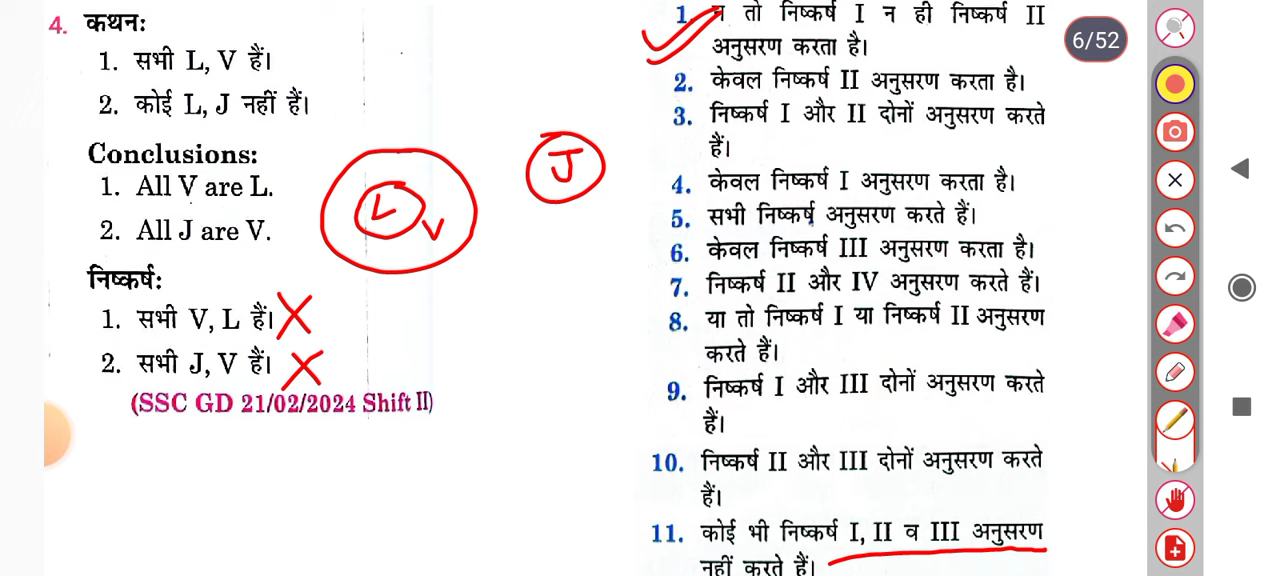 4. कथन:
1. सभी L, V हैं।
2. कोई L, J नहीं हैं।
Conclusions:
1. All V are L.
2. All J are V.
निष्कर्ष:
1. सभी V, L हैं।
2. सभी J, V हैं।
(SSC GD 21/02/2024 Shift II)
L
V
J
1. न तो निष्कर्ष I न ही निष्कर्ष II
अनुसरण करता है।
2. केवल निष्कर्ष II अनुसरण करता है।
3. निष्कर्ष I और II दोनों अनुसरण करते
हैं।
4. केवल निष्कर्ष I अनुसरण करता है।
5. सभी निष्कर्ष अनुसरण करते हैं।
6. केवल निष्कर्ष III अनुसरण करता है।
7. निष्कर्ष II और IV अनुसरण करते हैं।
8. या तो निष्कर्ष I या निष्कर्ष II अनुसरण
करते हैं।
9. निष्कर्ष I और III दोनों अनुसरण करते
हैं।
10. निष्कर्ष II और III दोनों अनुसरण करते
हैं।
11. कोई भी निष्कर्ष I, II व III अनुसरण
नहीं करते हैं।
6/52